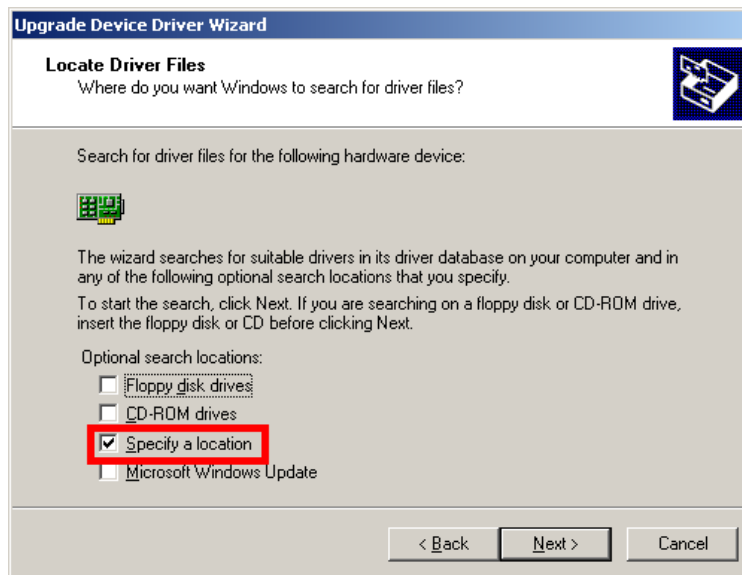 Upgrade Device Driver Wizard
Locate Driver Files
Where do you want Windows to search for driver files?
Search for driver files for the following hardware device:
The wizard searches for suitable drivers in its driver database on your computer and in
any of the following optional search locations that you specify.
To start the search, click Next. If you are searching on a floppy disk or CD-ROM drive,
insert the floppy disk or CD before clicking Next.
Optional search locations:
Floppy disk drives
CD-ROM drives
Specify a location
Microsoft Windows Update
< Back Next > Cancel